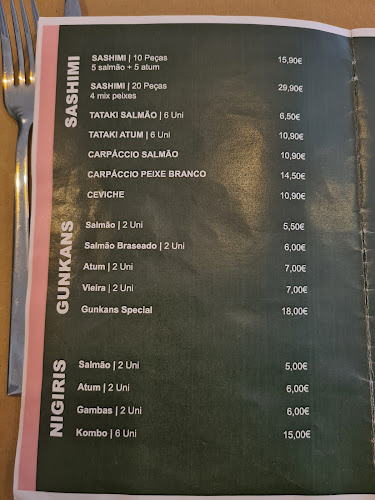 SASHIMI
SASHIMI | 10 Peças 15,90€
5 salmão + 5 atum
SASHIMI | 20 Peças 29,90€
4 mix peixes
TATAKI SALMÃO | 6 Uni 6,50€
TATAKI ATUM | 6 Uni 10,90€
CARPÁCCIO SALMÃO 10,90€
CARPÁCCIO PEIXE BRANCO 14,50€
CEVICHE 10,90€
GUNKANS
Salmão | 2 Uni 5,50€
Salmão Braseado | 2 Uni 6,00€
Atum | 2 Uni 7,00€
Vieira | 2 Uni 7,00€
Gunkans Special 18,00€
NIGIRIS
Salmão | 2 Uni 5,00€
Atum | 2 Uni 6,00€
Gambas | 2 Uni 6,00€
Kombo | 6 Uni 15,00€